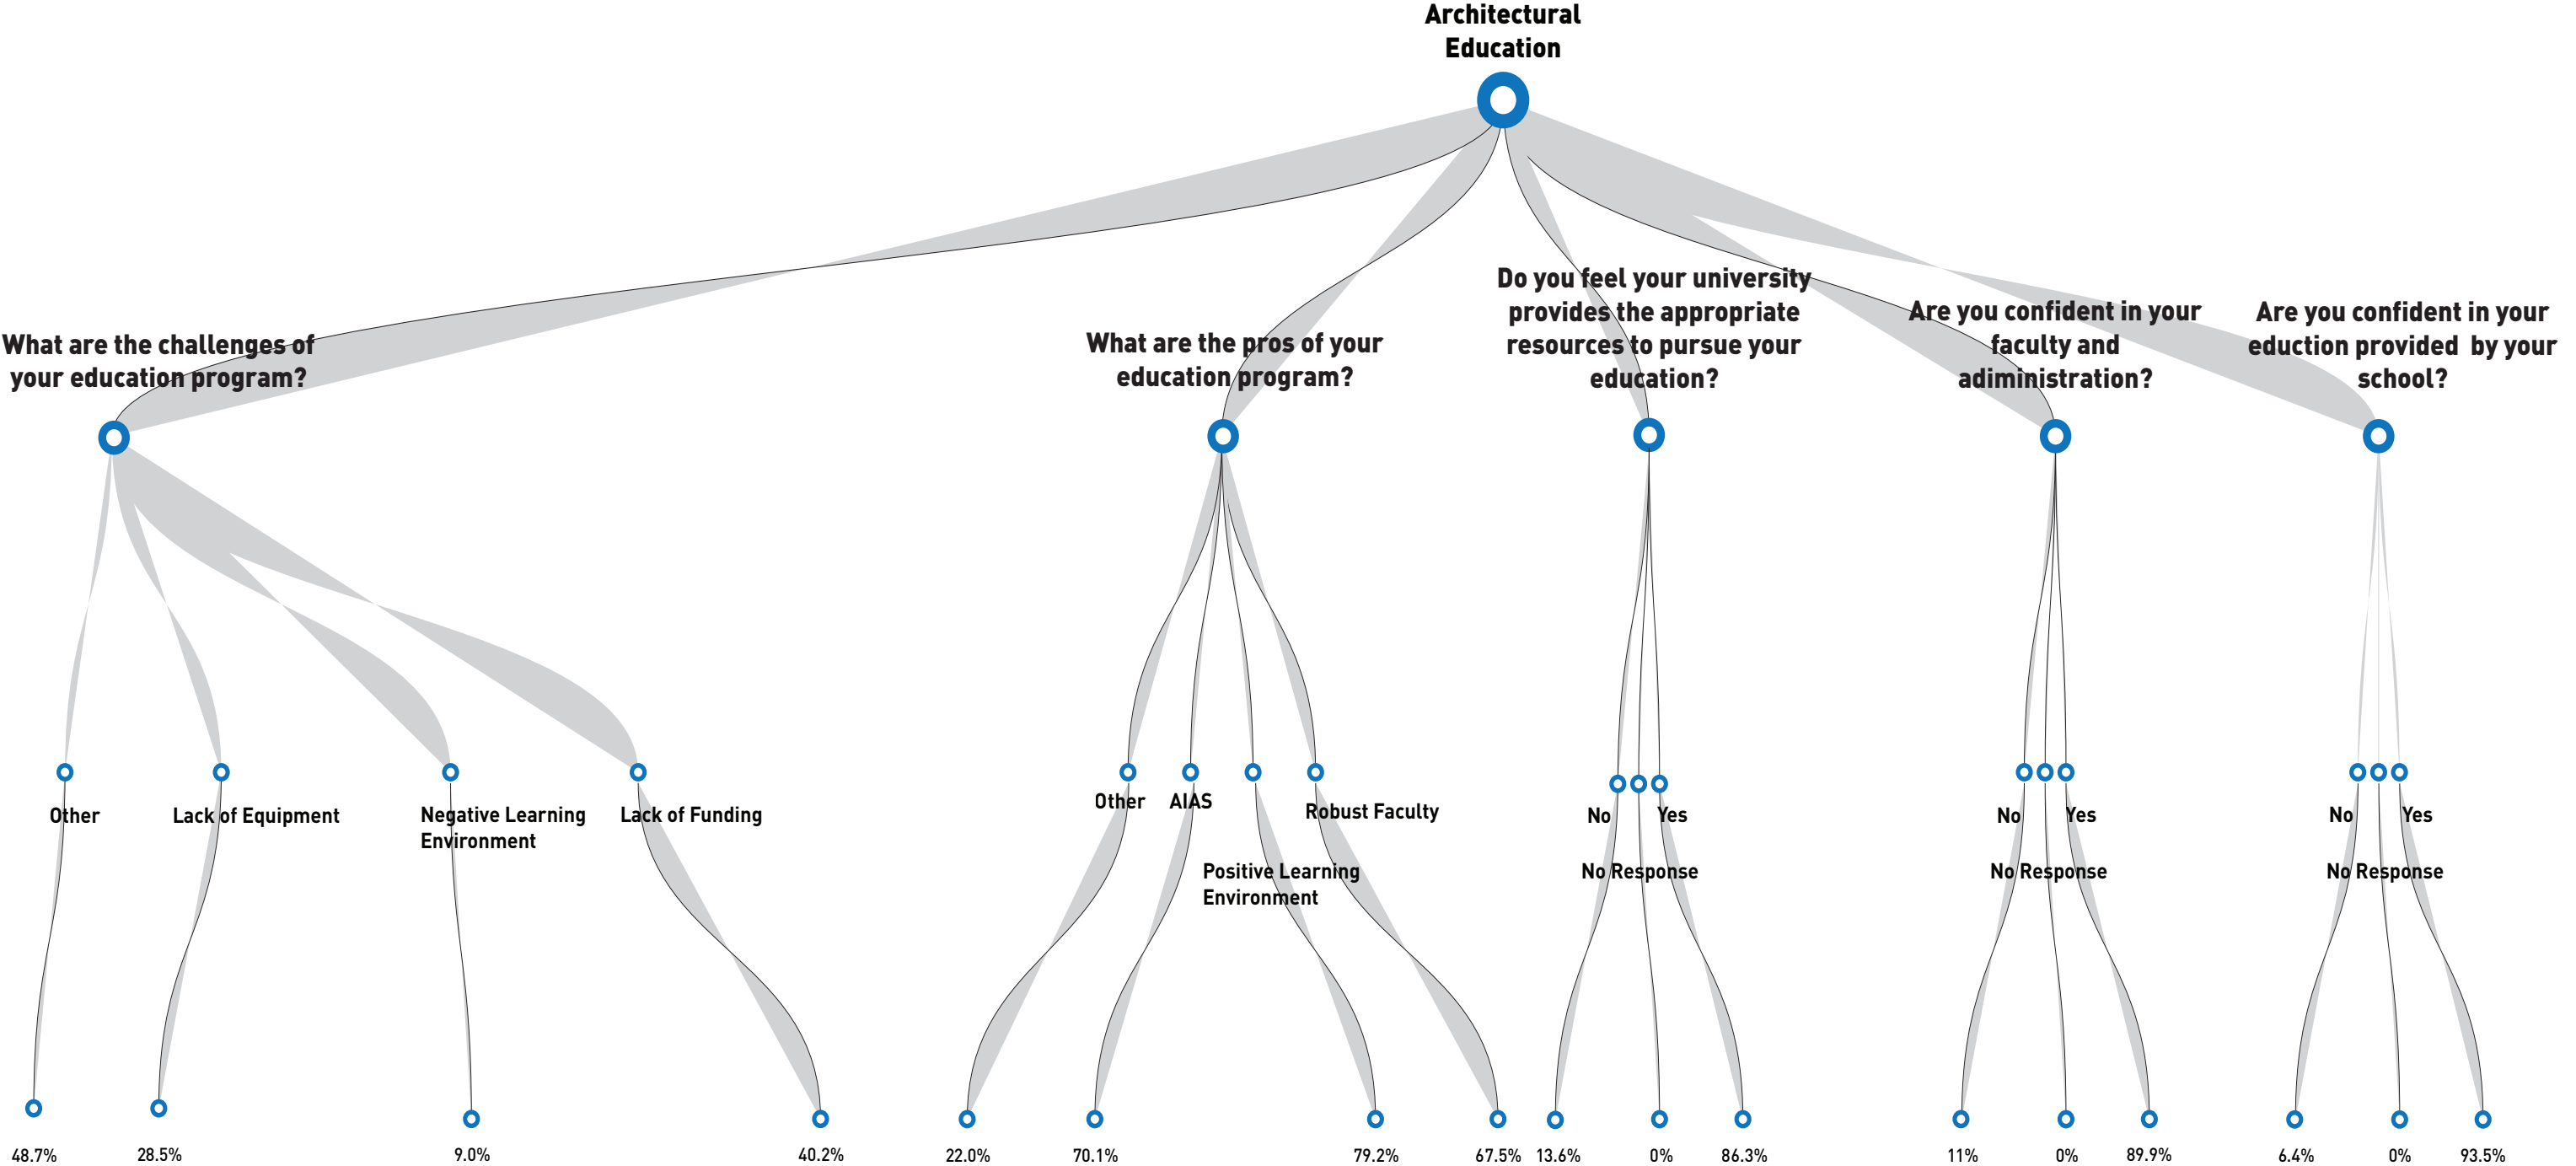 Architectural
Education
What are the challenges of
your education program?
What are the pros of your
education program?
Do you feel your university
provides the appropriate
resources to pursue your
education?
Are you confident in your
faculty and
adiministration?
Are you confident in your
eduction provided by your
school?
Other
Lack of Equipment
Negative Learning
Environment
Lack of Funding
Other
AIAS
Positive Learning
Environment
Robust Faculty
No
Yes
No Response
No
Yes
No Response
No
Yes
No Response
48.7%
28.5%
9.0%
40.2%
22.0%
70.1%
79.2%
67.5%
13.6%
0%
86.3%
11%
0%
89.9%
6.4%
0%
93.5%